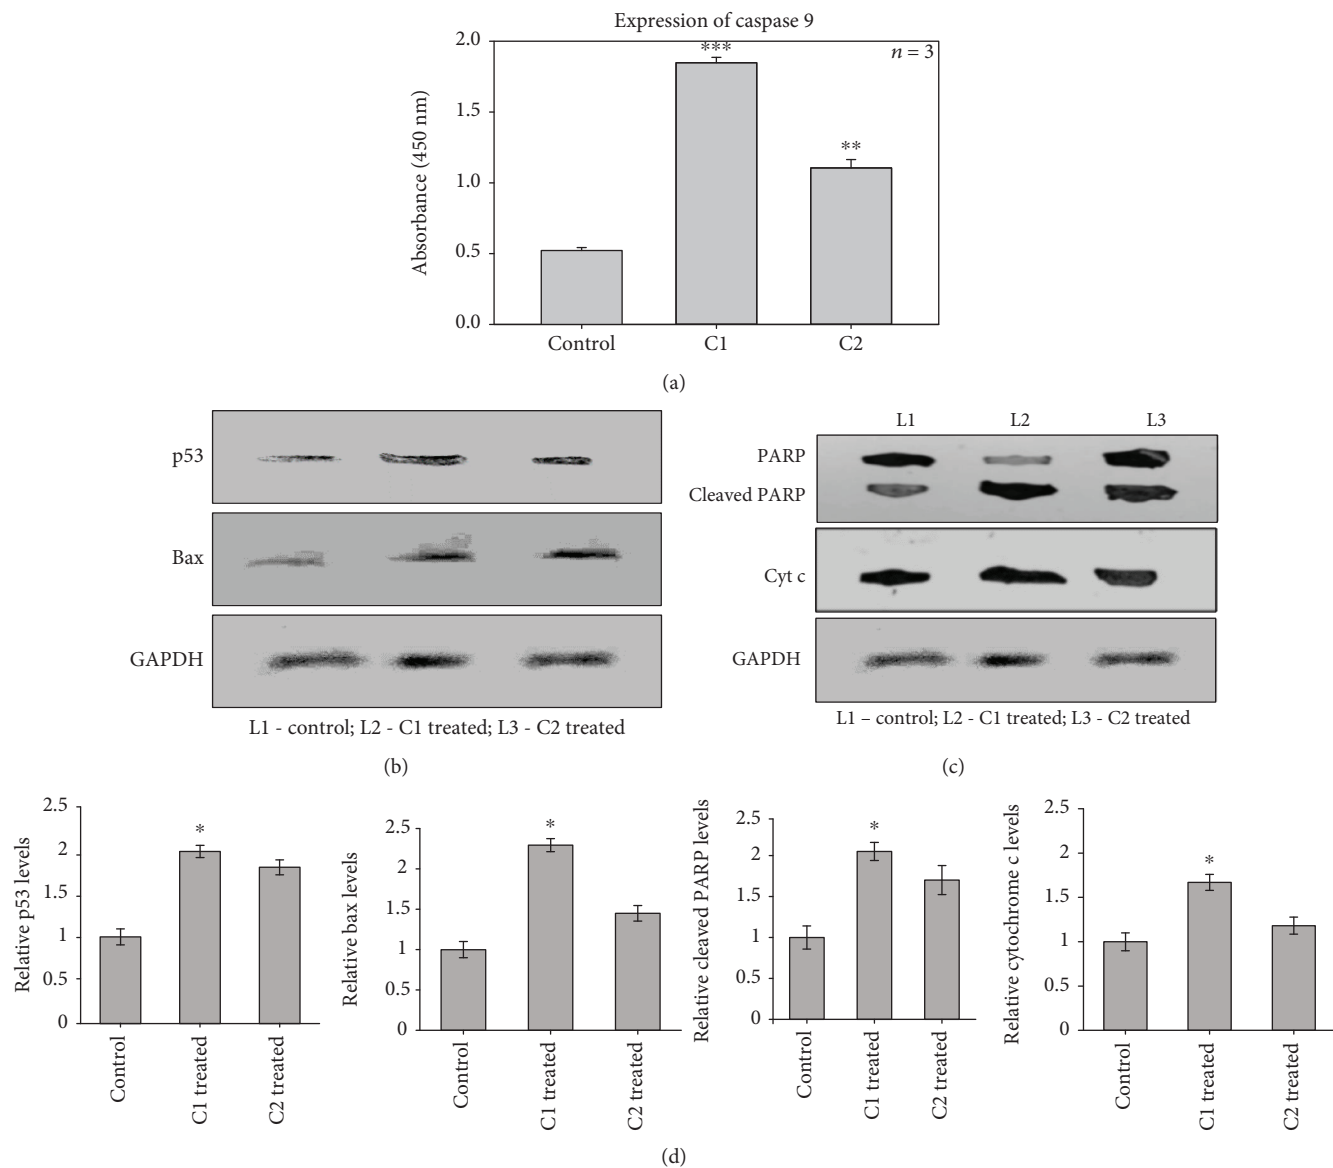 Expression of caspase 9
n = 3
Absorbance (450 nm)
2.0
1.5
1.0
0.5
0.0
***
**
Control C1 C2
(a)
p53
Bax
GAPDH
L1 - control; L2 - C1 treated; L3 - C2 treated
(b)
L1 L2 L3
PARP
Cleaved PARP
Cyt c
GAPDH
L1 – control; L2 - C1 treated; L3 - C2 treated
(c)
Relative p53 levels
2.5
2
1.5
1
0.5
0
*
Control
C1 treated
C2 treated
Relative bax levels
2.5
2
1.5
1
0.5
0
*
Control
C1 treated
C2 treated
Relative cleaved PARP levels
2.5
2
1.5
1
0.5
0
*
Control
C1 treated
C2 treated
Relative cytochrome c levels
2.5
2
1.5
1
0.5
0
*
Control
C1 treated
C2 treated
(d)